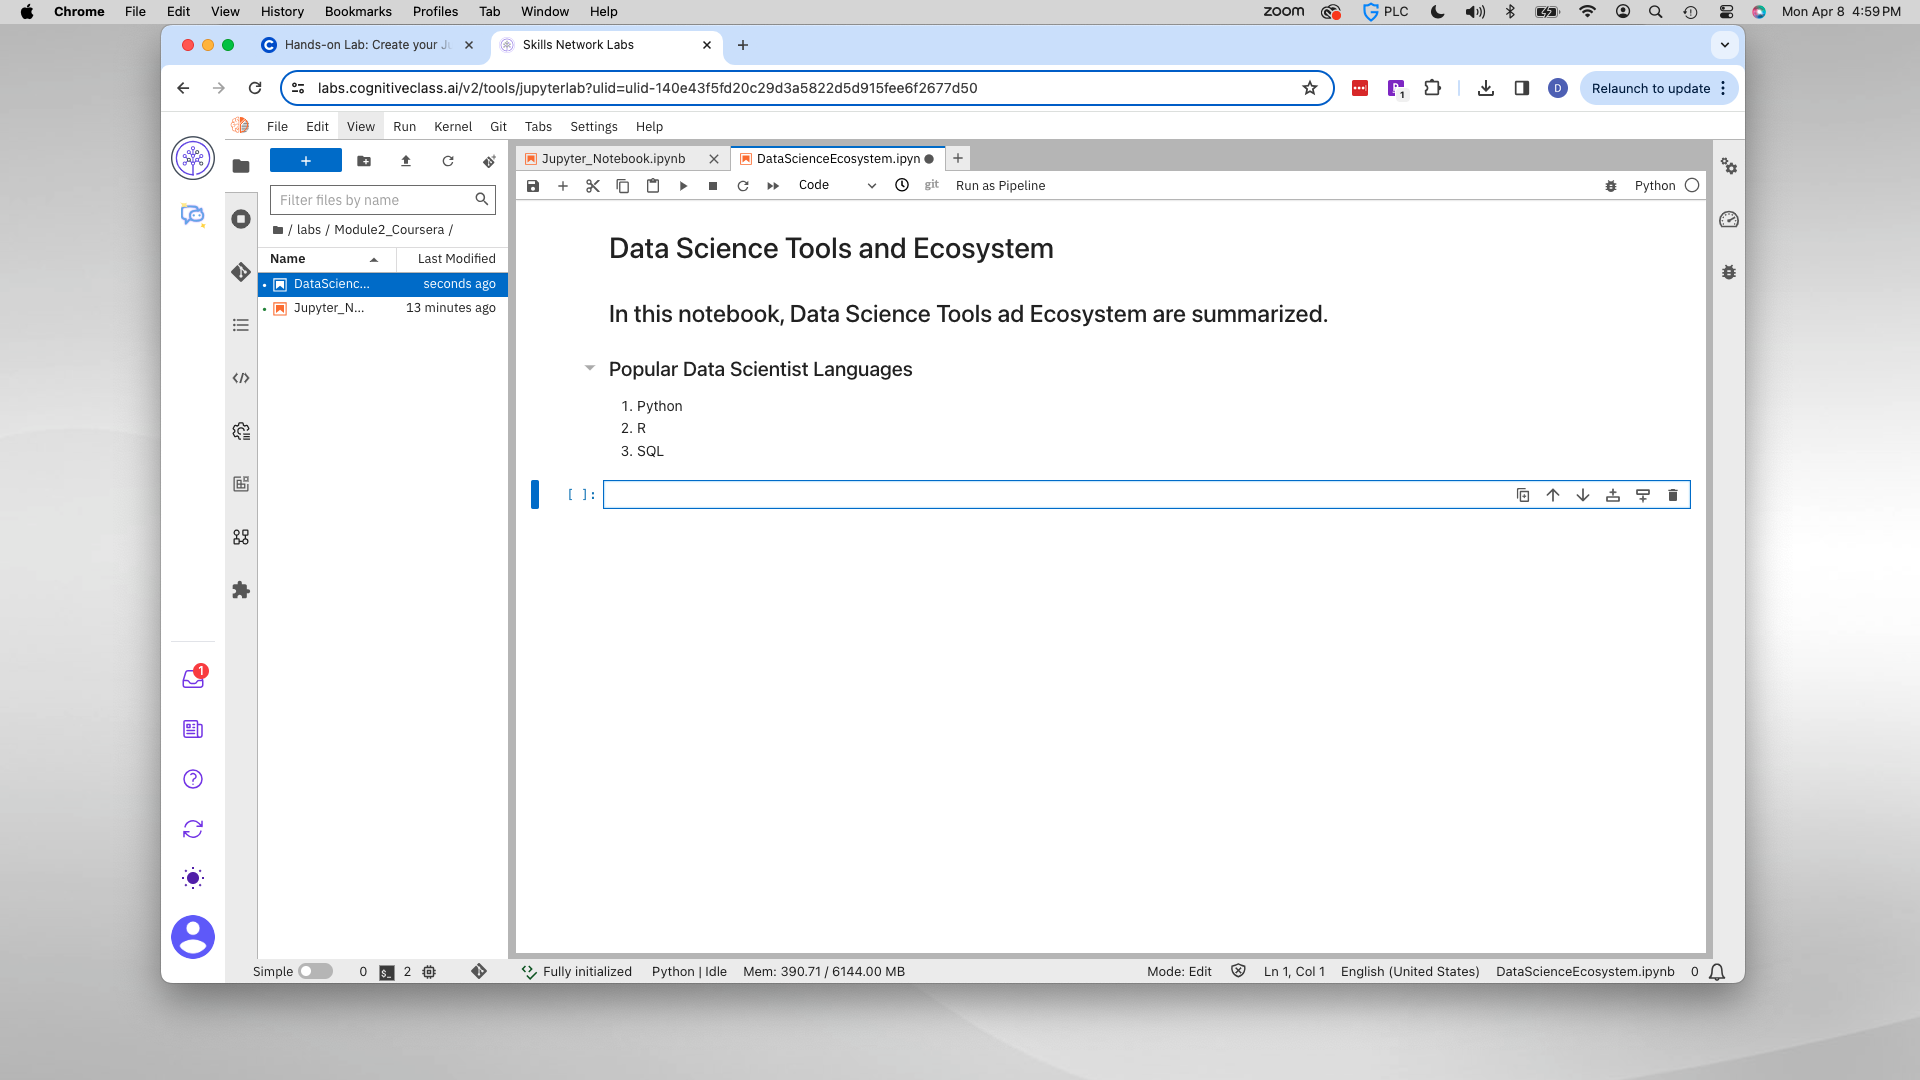 Chrome File Edit View History Bookmarks Profiles Tab Window Help zoom PLC Mon Apr 8 4:59 PM
Hands-on Lab: Create your Ju Skills Network Labs
labs.cognitiveclass.ai/v2/tools/jupyterlab?ulid=ulid-140e43f5fd20c29d3a5822d5d915fee6f2677d50 1 D Relaunch to update
File Edit View Run Kernel Git Tabs Settings Help
Jupyter_Notebook.ipynb DataScienceEcosystem.ipyn
Code git Run as Pipeline Python
Filter files by name
/ labs / Module2_Coursera /
Name Last Modified
DataScienc... seconds ago
Jupyter_N... 13 minutes ago
Data Science Tools and Ecosystem
In this notebook, Data Science Tools ad Ecosystem are summarized.
Popular Data Scientist Languages
1. Python
2. R
3. SQL
[ ]:
1
Simple 0 $_ 2 Fully initialized Python | Idle Mem: 390.71 / 6144.00 MB Mode: Edit Ln 1, Col 1 English (United States) DataScienceEcosystem.ipynb 0